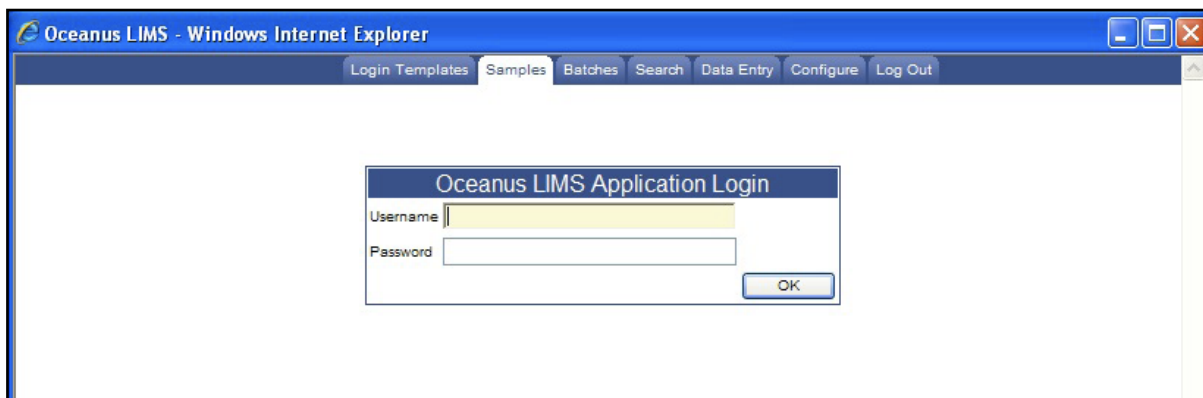 Oceanus LIMS - Windows Internet Explorer
Login Templates Samples Batches Search Data Entry Configure Log Out
Oceanus LIMS Application Login
Username
Password
OK